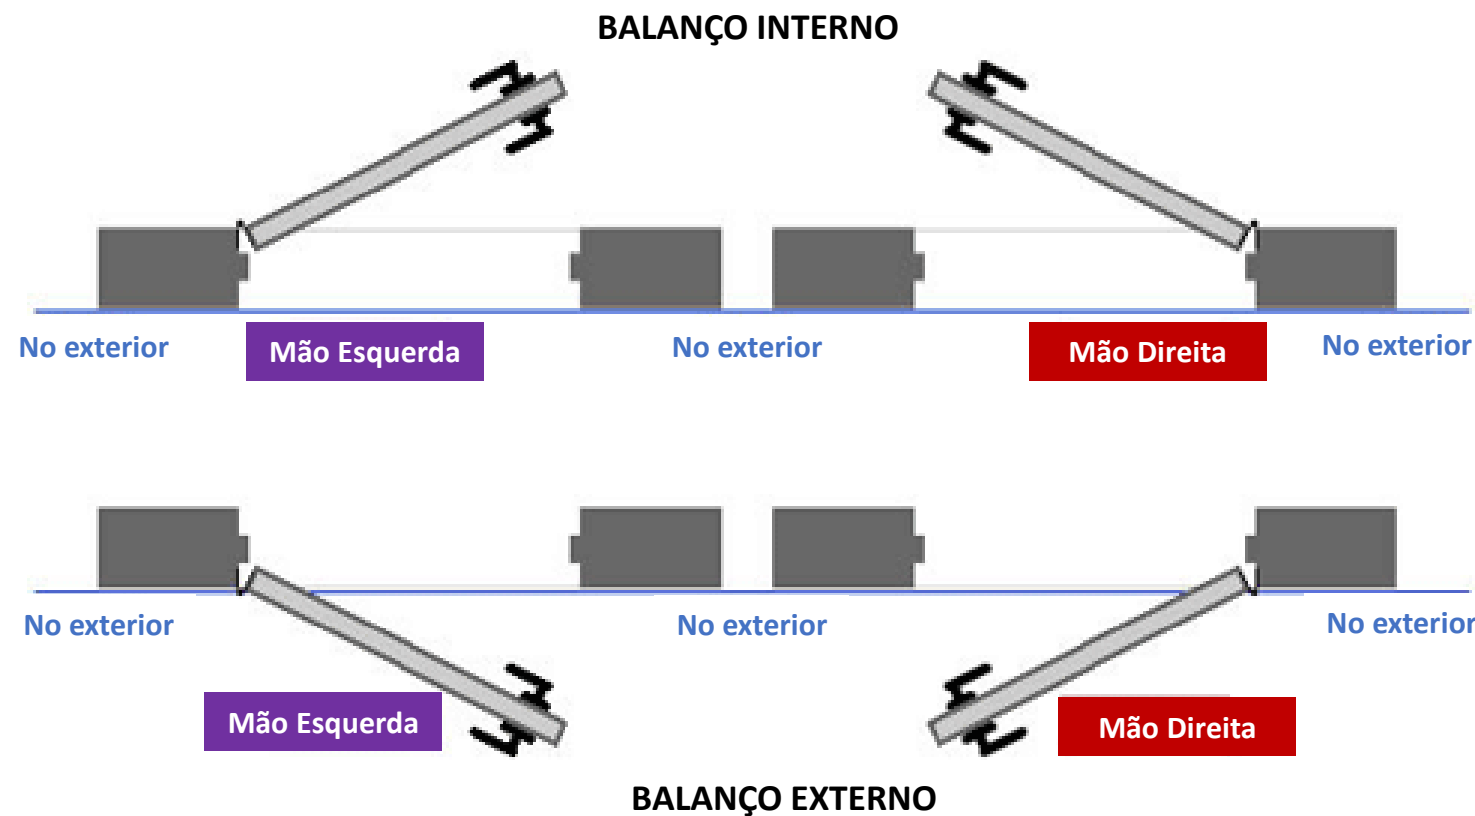 BALANÇO INTERNO
No exterior
Mão Esquerda
No exterior
Mão Direita
No exterior
No exterior
No exterior
No exterior
Mão Esquerda
Mão Direita
BALANÇO EXTERNO